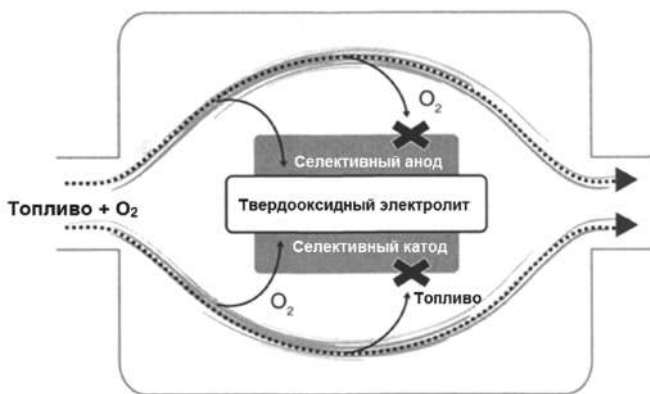 O₂
Селективный анод
Топливо + O₂
Твердооксидный электролит
Селективный катод
O₂
Топливо